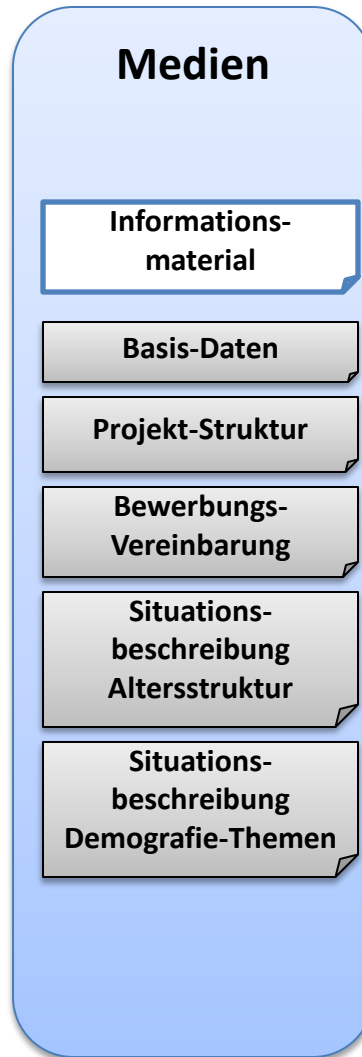 Medien
Informations-
material
Basis-Daten
Projekt-Struktur
Bewerbungs-
Vereinbarung
Situations-
beschreibung
Altersstruktur
Situations-
beschreibung
Demografie-Themen